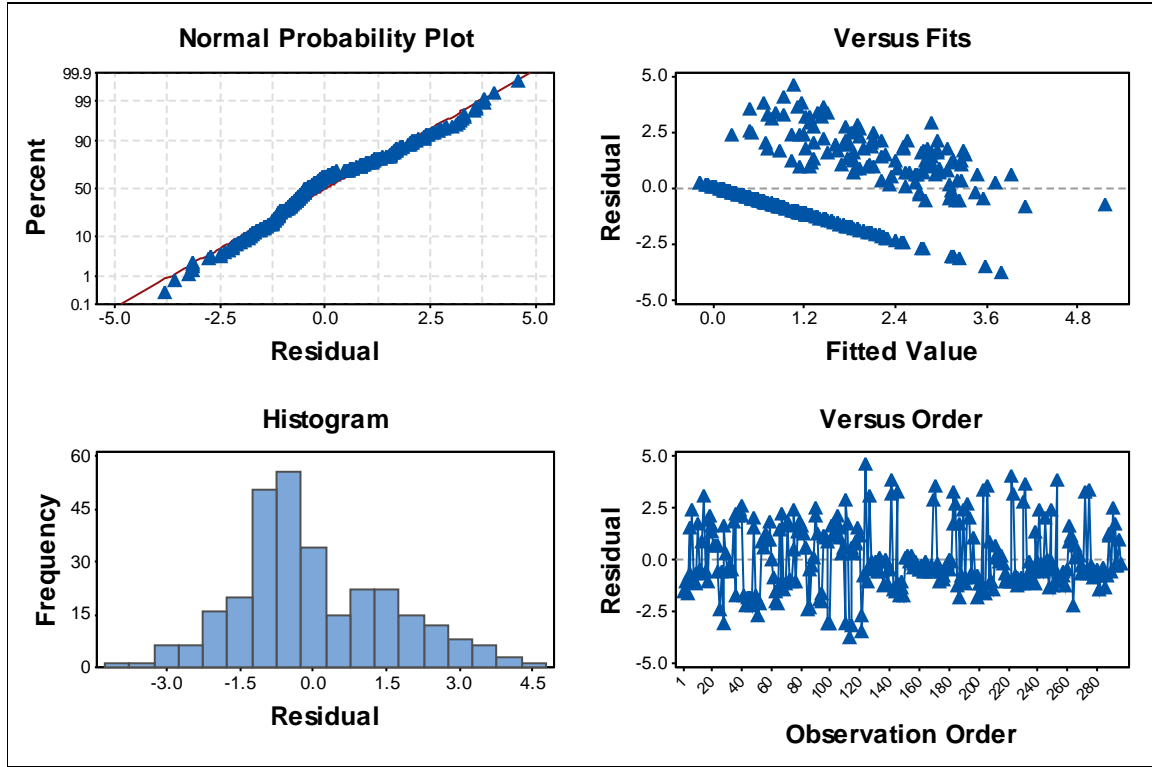 Normal Probability Plot
Percent
99.9
99
90
50
10
1
0.1
-5.0 -2.5 0.0 2.5 5.0
Residual
Versus Fits
Residual
5.0
2.5
0.0
-2.5
-5.0
0.0 1.2 2.4 3.6 4.8
Fitted Value
Histogram
Frequency
60
45
30
15
0
-3.0 -1.5 0.0 1.5 3.0 4.5
Residual
Versus Order
Residual
5.0
2.5
0.0
-2.5
-5.0
1 20 40 60 80 100 120 140 160 180 200 220 240 260 280
Observation Order